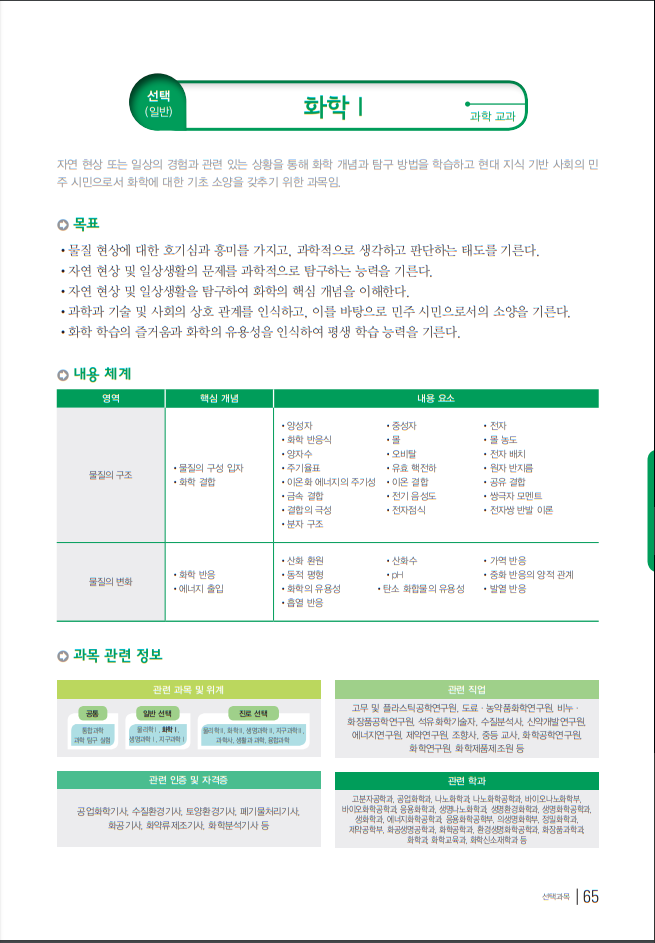 선택
(일반)
화학 Ⅰ
과학 교과
자연 현상 또는 일상의 경험과 관련 있는 상황을 통해 화학 개념과 탐구 방법을 학습하고 현대 지식 기반 사회의 민
주 시민으로서 화학에 대한 기초 소양을 갖추기 위한 과목임.
목표
• 물질 현상에 대한 호기심과 흥미를 가지고, 과학적으로 생각하고 판단하는 태도를 기른다.
• 자연 현상 및 일상생활의 문제를 과학적으로 탐구하는 능력을 기른다.
• 자연 현상 및 일상생활을 탐구하여 화학의 핵심 개념을 이해한다.
• 과학과 기술 및 사회의 상호 관계를 인식하고, 이를 바탕으로 민주 시민으로서의 소양을 기른다.
• 화학 학습의 즐거움과 화학의 유용성을 인식하여 평생 학습 능력을 기른다.
내용 체계
영역 핵심 개념 내용 요소
물질의 구조
• 물질의 구성 입자
• 화학 결합
• 양성자 • 중성자 • 전자
• 화학 반응식 • 몰 • 몰 농도
• 양자수 • 오비탈 • 전자 배치
• 주기율표 • 유효 핵전하 • 원자 반지름
• 이온화 에너지의 주기성 • 이온 결합 • 공유 결합
• 금속 결합 • 전기 음성도 • 쌍극자 모멘트
• 결합의 극성 • 전자점식 • 전자쌍 반발 이론
• 분자 구조
물질의 변화
• 화학 반응
• 에너지 출입
• 산화 환원 • 산화수 • 가역 반응
• 동적 평형 • pH • 중화 반응의 양적 관계
• 화학의 유용성 • 탄소 화합물의 유용성 • 발열 반응
• 흡열 반응
과목 관련 정보
관련 과목 및 위계
공통 일반 선택 진로 선택
통합과학
과학 탐구 실험
물리학Ⅰ, 화학Ⅰ,
생명과학Ⅰ, 지구과학Ⅰ
물리학Ⅱ, 화학Ⅱ, 생명과학Ⅱ, 지구과학Ⅱ,
과학사, 생활과 과학, 융합과학
관련 직업
고무 및 플라스틱공학연구원, 도료 · 농약품화학연구원, 비누 ·
화장품공학연구원, 석유화학기술자, 수질분석사, 신약개발연구원,
에너지연구원, 제약연구원, 조향사, 중등 교사, 화학공학연구원,
화학연구원, 화학제품제조원 등
관련 인증 및 자격증
공업화학기사, 수질환경기사, 토양환경기사, 폐기물처리기사,
화공기사, 화약류제조기사, 화학분석기사 등
관련 학과
고분자공학과, 공업화학과, 나노화학과, 나노화학공학과, 바이오나노학부,
바이오화학공학과, 응용화학과, 생명나노화학과, 생명환경화학과, 생명화학공학과,
생화학과, 에너지화학공학과, 응용화학공학부, 의생명화학부, 정밀화학과,
제약공학부, 화공생명공학과, 화학공학과, 환경생명화학공학과, 화장품과학과,
화학과, 화학교육과, 화학신소재학과 등
선택과목 65